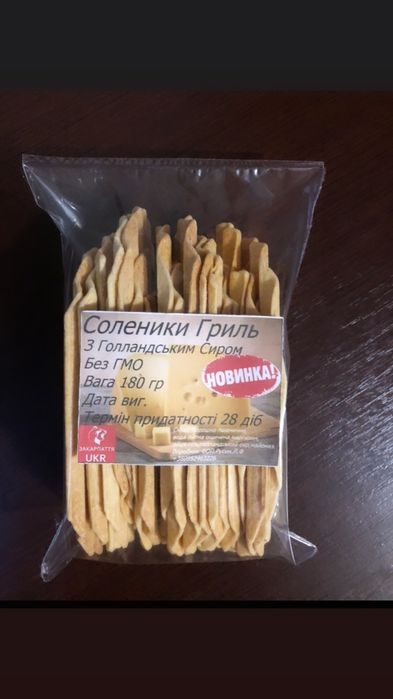 Соленики Гриль
З Голландським Сиром
Без ГМО
НОВИНКА!
Вага 180 гр
Дата виг.
Термін придатності 28 діб
ЗАКАРПАТТЯ
UKR